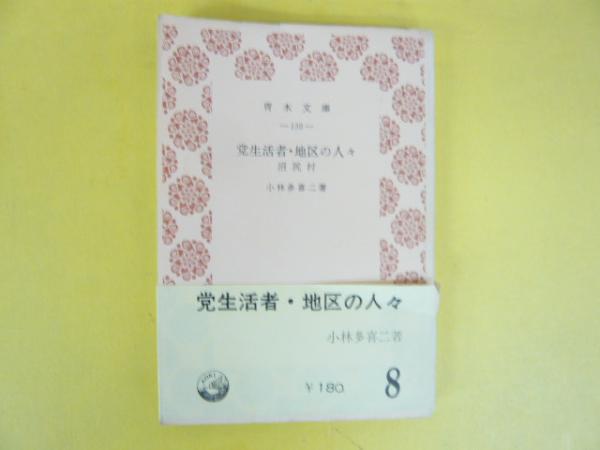 青木文庫
—130—
党生活者・地区の人々
沼尻村
小林多喜二著
党生活者・地区の人々
小林多喜二著
¥180.
8